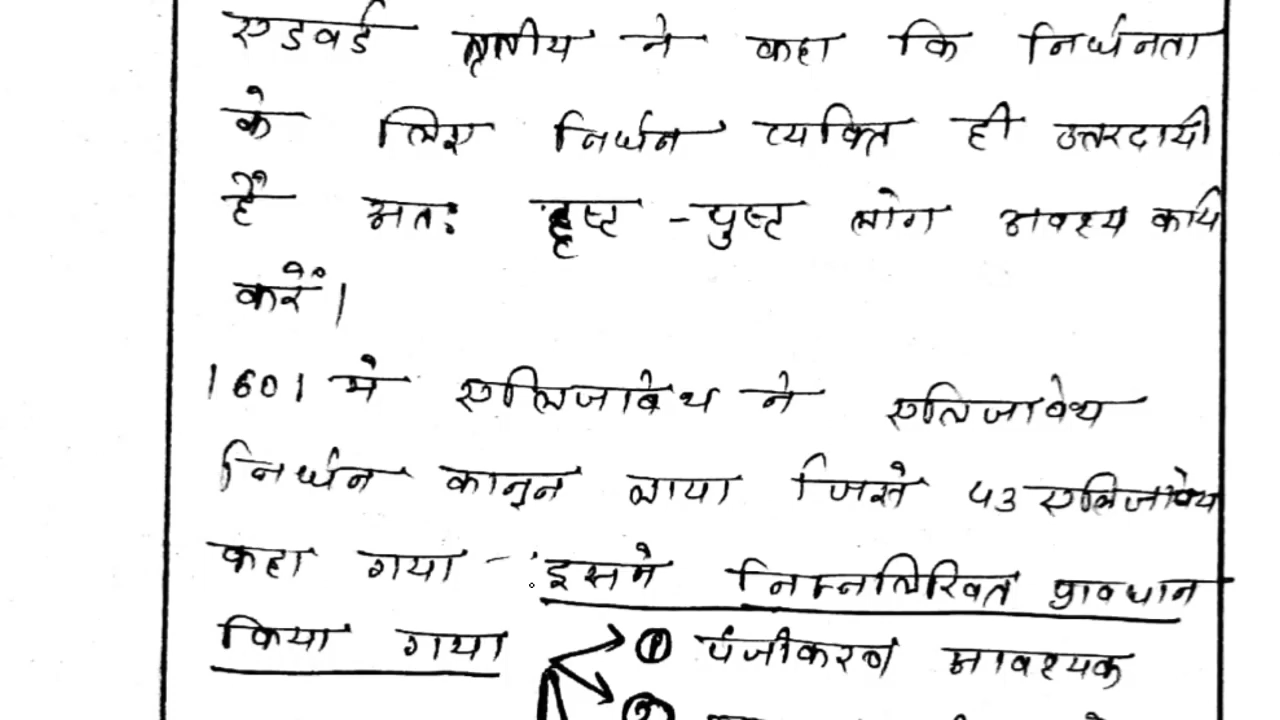 एडवर्ड तृतीय ने कहा कि निर्धनता
के लिए निर्धन व्यक्ति ही उत्तरदायी
है अतः हृष्ट -पुष्ट लोग अवश्य कार्य
करें।
1601 मे एलिजाबेथ ने एलिजाबेथ
निर्धन कानून लाया जिसे 43 एलिजाबेथ
कहा गया - : इसमे निम्नलिखित प्रावधान
किया गया ① पंजीकरण आवश्यक
②